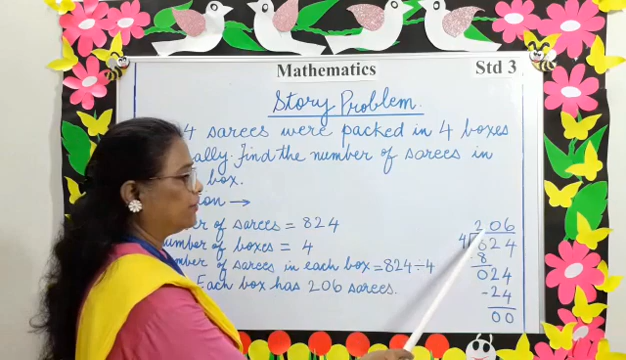 Mathematics Std 3
Story Problem.
4 sarees were packed in 4 boxes
ally. Find the number of sarees in
box.
ion →
er of sarees = 824
umber of boxes = 4
mber of sarees in each box = 824 ÷ 4
Each box has 206 sarees.
206
4 24
8
024
-24
00